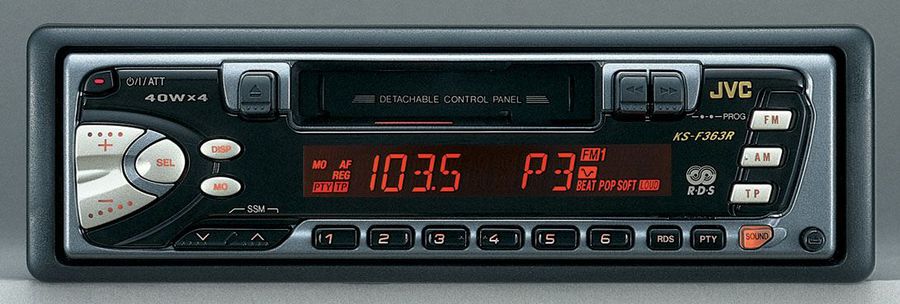 ⏻/I/ATT
40W×4
DETACHABLE CONTROL PANEL
JVC
PROG
KS-F363R
FM
AM
TP
+
SEL
−
DISP
MO
MO AF
REG
PTY TP
103.5 P3
FM1
BEAT POP SOFT LOUD
R·D·S
SSM
1 2 3 4 5 6 RDS PTY SOUND